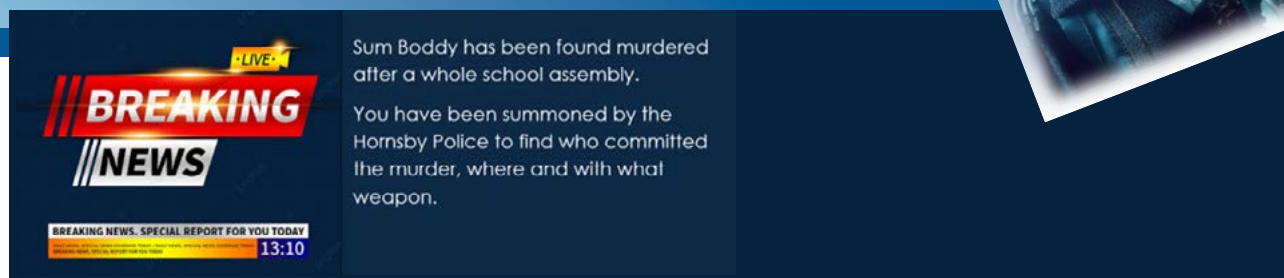 ·LIVE·
BREAKING
NEWS
BREAKING NEWS. SPECIAL REPORT FOR YOU TODAY
13:10
Sum Boddy has been found murdered
after a whole school assembly.
You have been summoned by the
Hornsby Police to find who committed
the murder, where and with what
weapon.